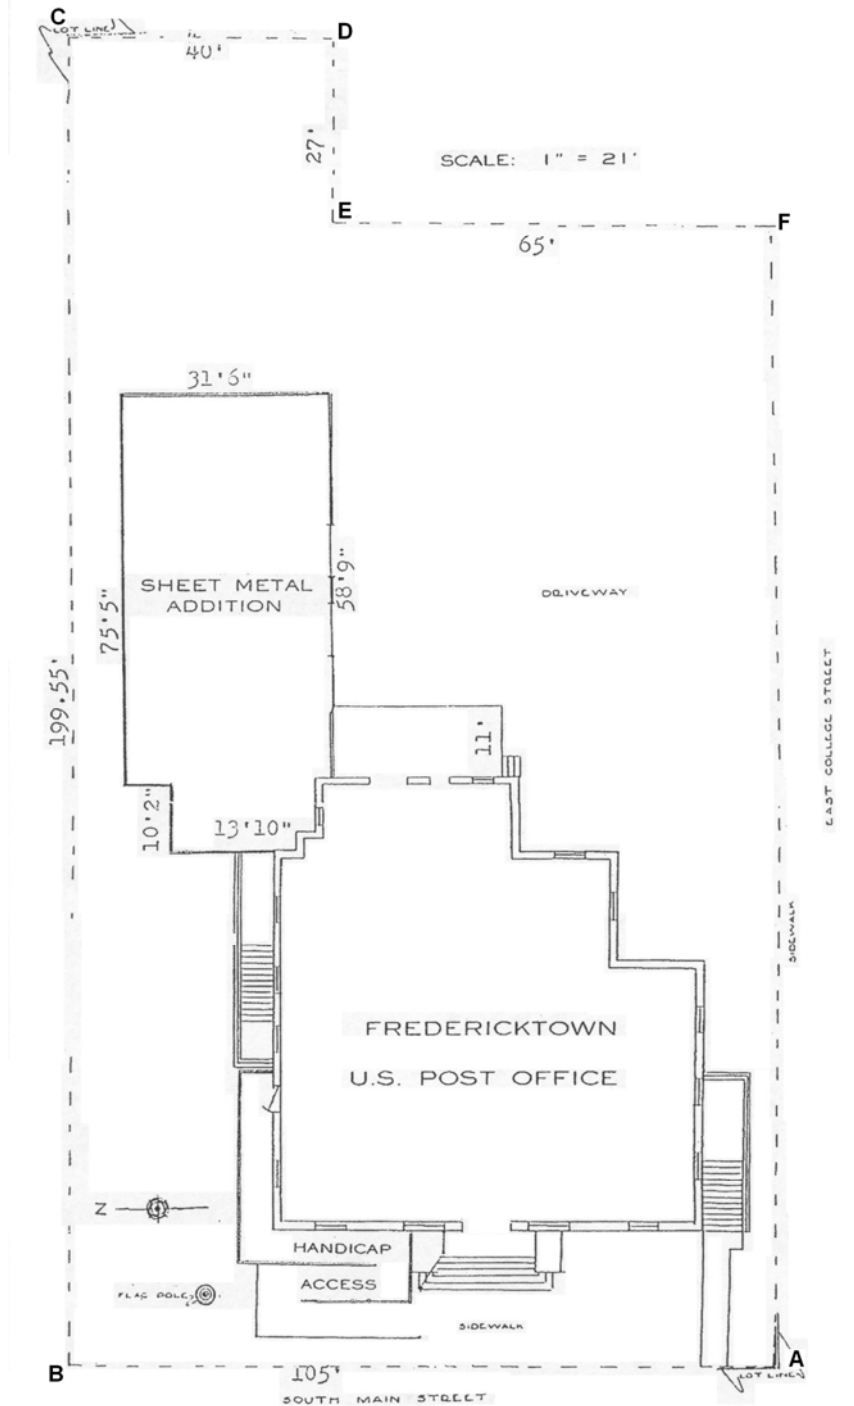 C
LOT LINE
D
40'
27'
SCALE: 1" = 21'
E
F
65'
31'6"
SHEET METAL
ADDITION
58'9"
75'5"
DRIVEWAY
199.55'
EAST COLLEGE STREET
11'
10'2"
13'10"
SIDEWALK
FREDERICKTOWN
U.S. POST OFFICE
N
HANDICAP
ACCESS
FLAG POLE
SIDEWALK
A
B
105'
LOT LINE
SOUTH MAIN STREET